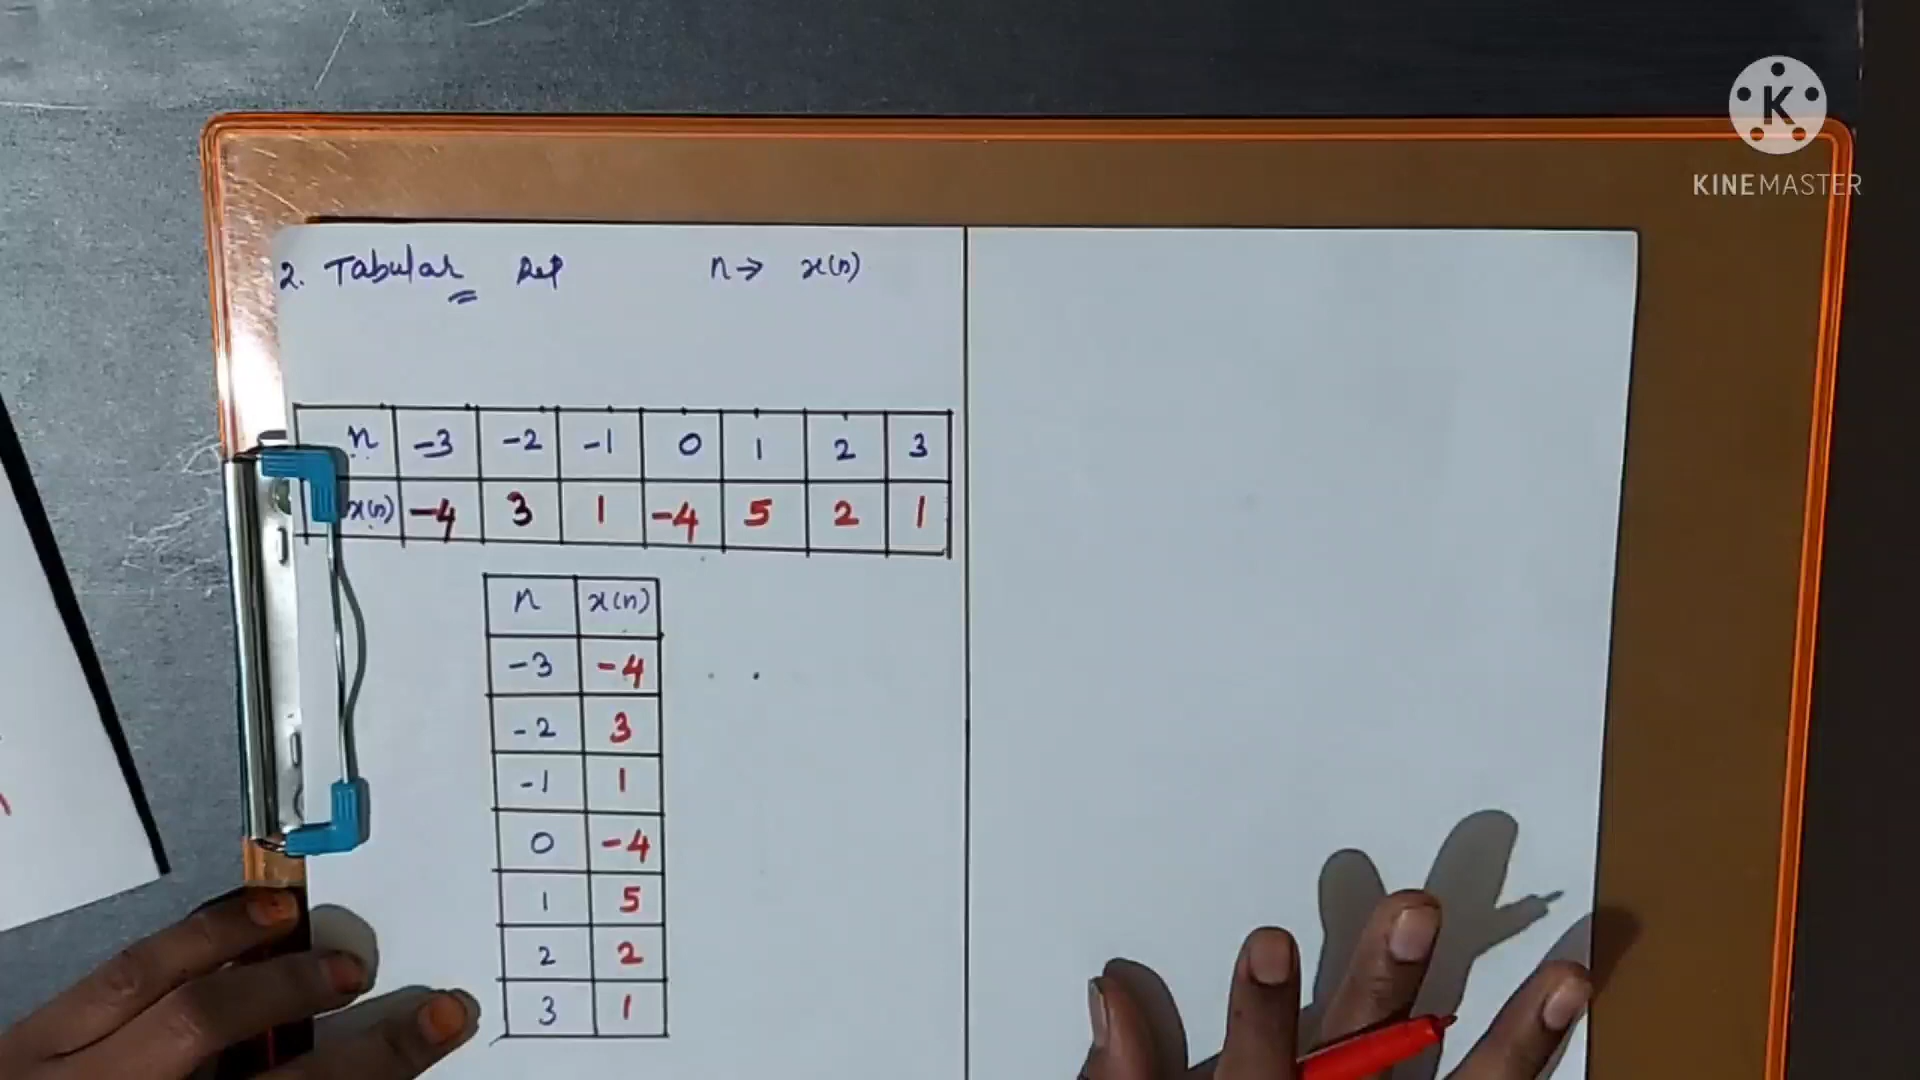 K
KINEMASTER
2. Tabular Rep n → x(n)
n -3 -2 -1 0 1 2 3
x(n) -4 3 1 -4 5 2 1
n x(n)
-3 -4
-2 3
-1 1
0 -4
1 5
2 2
3 1